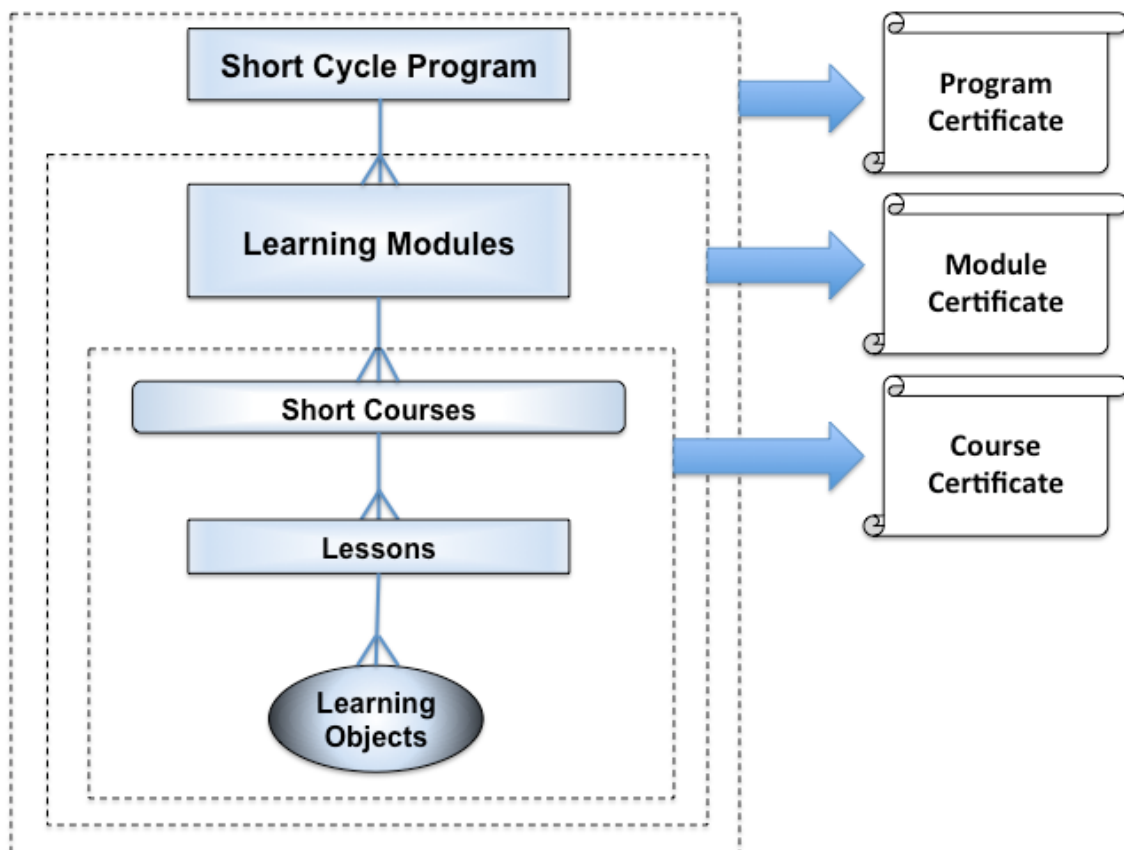 Short Cycle Program
Program
Certificate
Learning Modules
Module
Certificate
Short Courses
Course
Certificate
Lessons
Learning
Objects